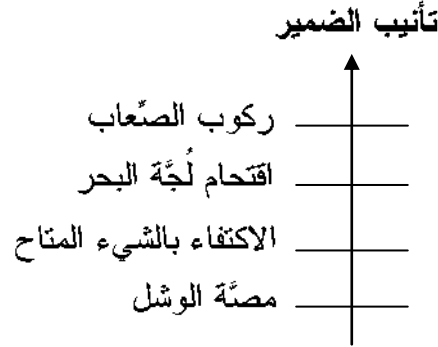 تأنيب الضمير
ركوب الصِّعاب
اقتحام لُجَّة البحر
الاكتفاء بالشيء المتاح
مصَّة الوشل